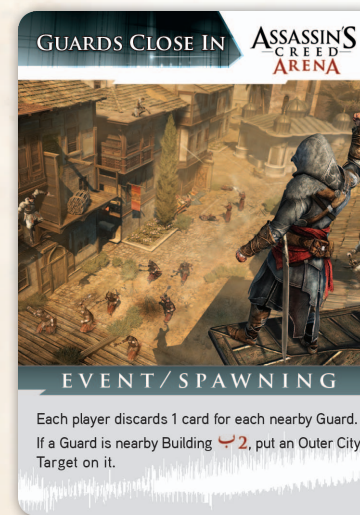 GUARDS CLOSE IN
ASSASSIN'S
CREED
ARENA
EVENT/SPAWNING
Each player discards 1 card for each nearby Guard.
If a Guard is nearby Building ب2, put an Outer City
Target on it.